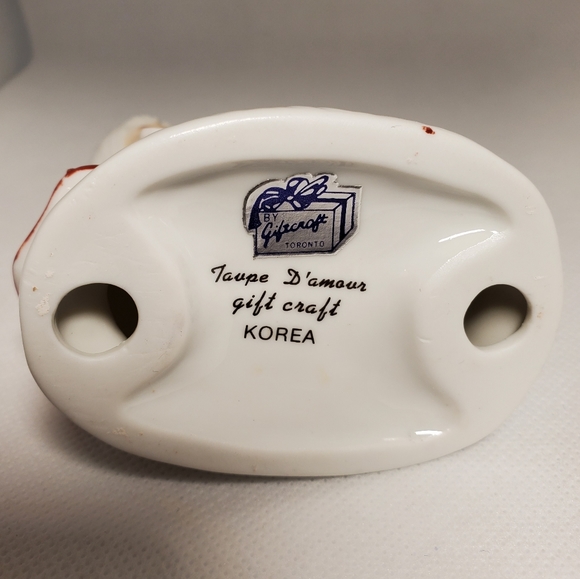 BY
Giftcraft
TORONTO
Taupe D'amour
gift craft
KOREA